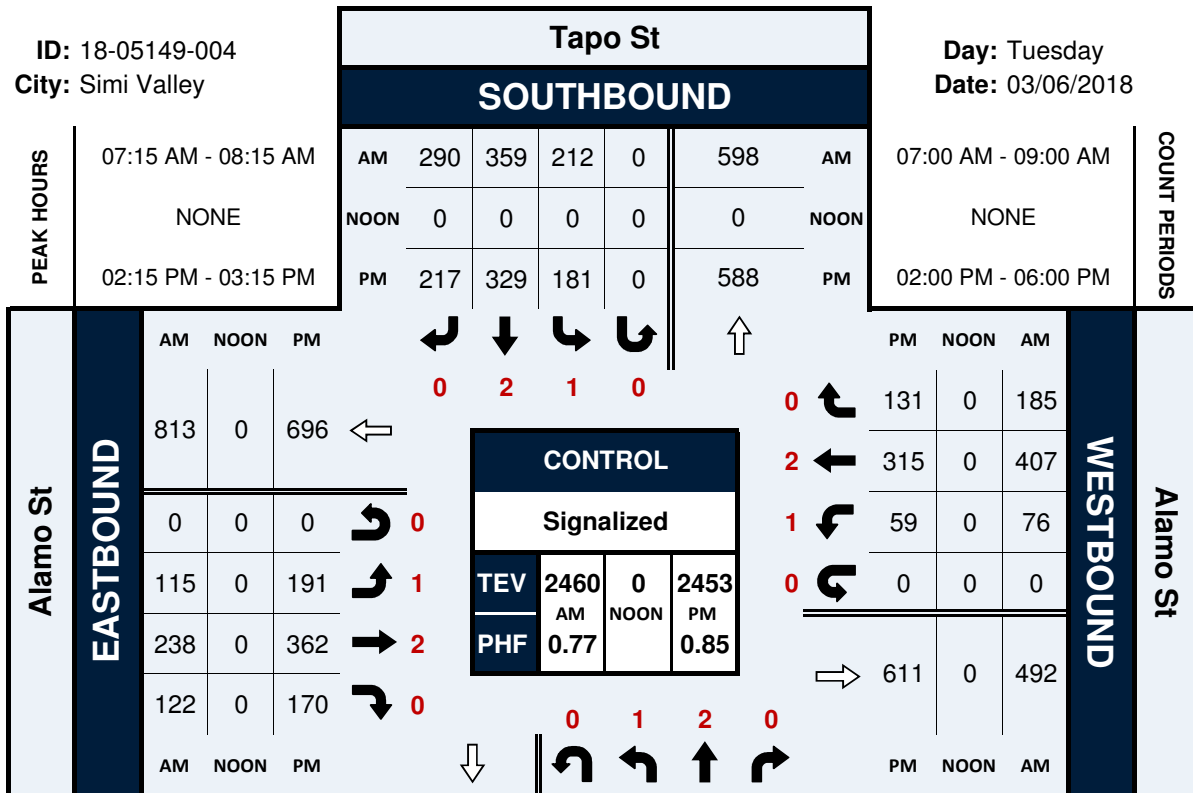 ID: 18-05149-004
City: Simi Valley
Tapo St
SOUTHBOUND
Day: Tuesday
Date: 03/06/2018
PEAK HOURS
07:15 AM - 08:15 AM
NONE
02:15 PM - 03:15 PM
AM 290 359 212 0 598 AM
NOON 0 0 0 0 0 NOON
PM 217 329 181 0 588 PM
07:00 AM - 09:00 AM
NONE
02:00 PM - 06:00 PM
COUNT PERIODS
0 2 1 0
Alamo St
EASTBOUND
AM NOON PM
813 0 696
0 0 0 0
115 0 191 1
238 0 362 2
122 0 170 0
AM NOON PM
CONTROL
Signalized
TEV 2460 0 2453
AM NOON PM
PHF 0.77 0.85
PM NOON AM
0 131 0 185
2 315 0 407
1 59 0 76
0 0 0 0
611 0 492
PM NOON AM
WESTBOUND
Alamo St
0 1 2 0